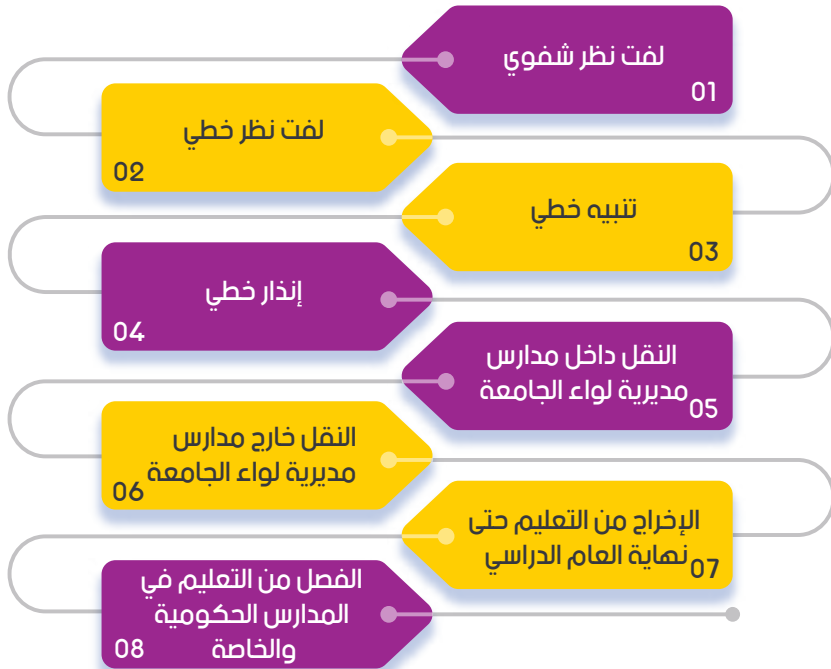 لفت نظر شفوي
01
لفت نظر خطي
02
تنبيه خطي
03
إنذار خطي
04
النقل داخل مدارس
مديرية لواء الجامعة
05
النقل خارج مدارس
مديرية لواء الجامعة
06
الإخراج من التعليم حتى
نهاية العام الدراسي
07
الفصل من التعليم في
المدارس الحكومية
والخاصة
08